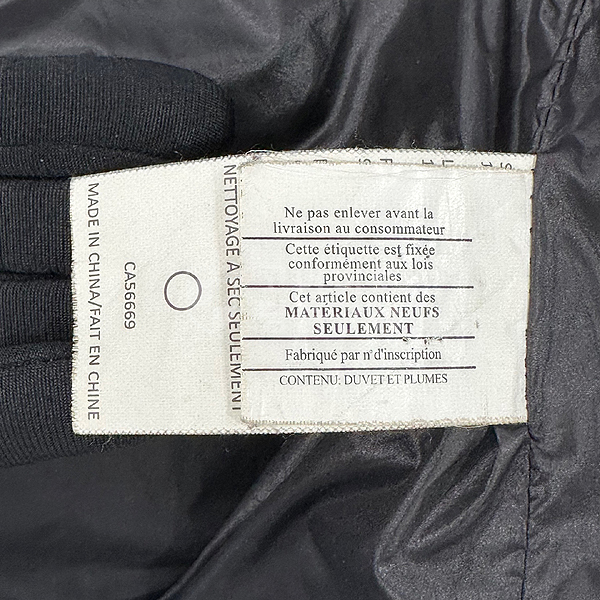 MADE IN CHINA/FAIT EN CHINE
CA56669
NETTOYAGE À SEC SEULEMENT
Ne pas enlever avant la
livraison au consommateur
Cette étiquette est fixée
conformément aux lois
provinciales
Cet article contient des
MATÉRIAUX NEUFS
SEULEMENT
Fabriqué par n° d'inscription
CONTENU: DUVET ET PLUMES